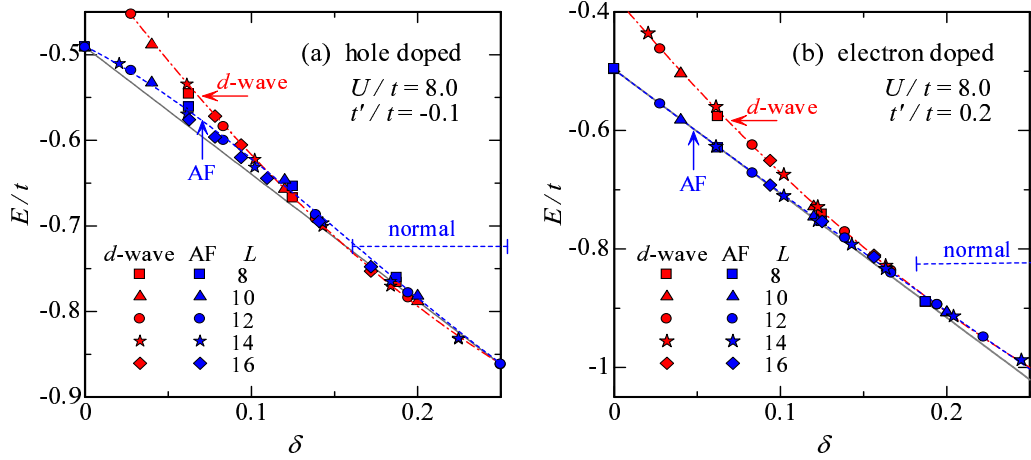 (a) hole doped
U / t = 8.0
t' / t = -0.1
d-wave
AF
normal
d-wave AF L
8
10
12
14
16
-0.5
-0.6
-0.7
-0.8
-0.9
E / t
0 0.1 0.2
δ
(b) electron doped
U / t = 8.0
t' / t = 0.2
d-wave
AF
normal
d-wave AF L
8
10
12
14
16
-0.4
-0.6
-0.8
-1
E / t
0 0.1 0.2
δ